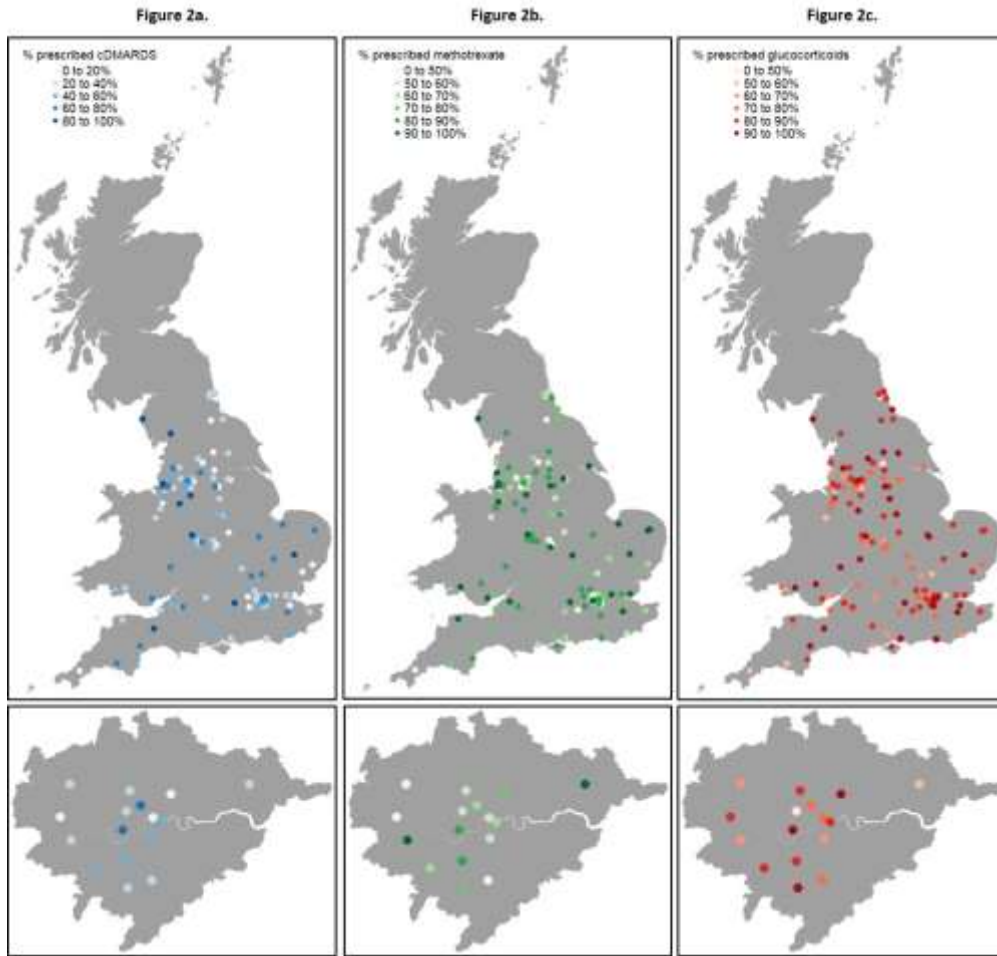 Figure 2a.
Figure 2b.
Figure 2c.
% prescribed cDMARDS
0 to 20%
20 to 40%
40 to 60%
60 to 80%
80 to 100%
% prescribed methotrexate
0 to 50%
50 to 60%
60 to 70%
70 to 80%
80 to 90%
90 to 100%
% prescribed glucocorticoids
0 to 50%
50 to 60%
60 to 70%
70 to 80%
80 to 90%
90 to 100%